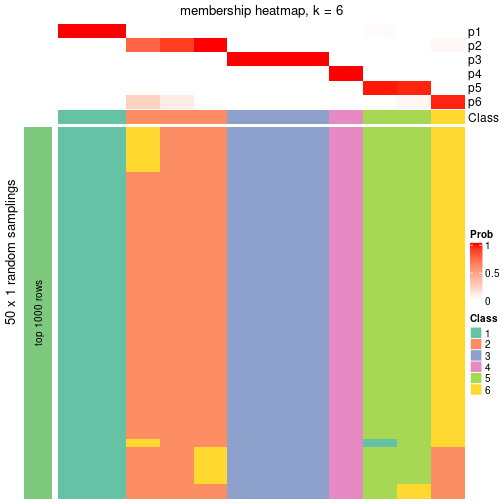 membership heatmap, k = 6
p1
p2
p3
p4
p5
p6
Class
50 x 1 random samplings
top 1000 rows
Prob
1
0.5
0
Class
1
2
3
4
5
6